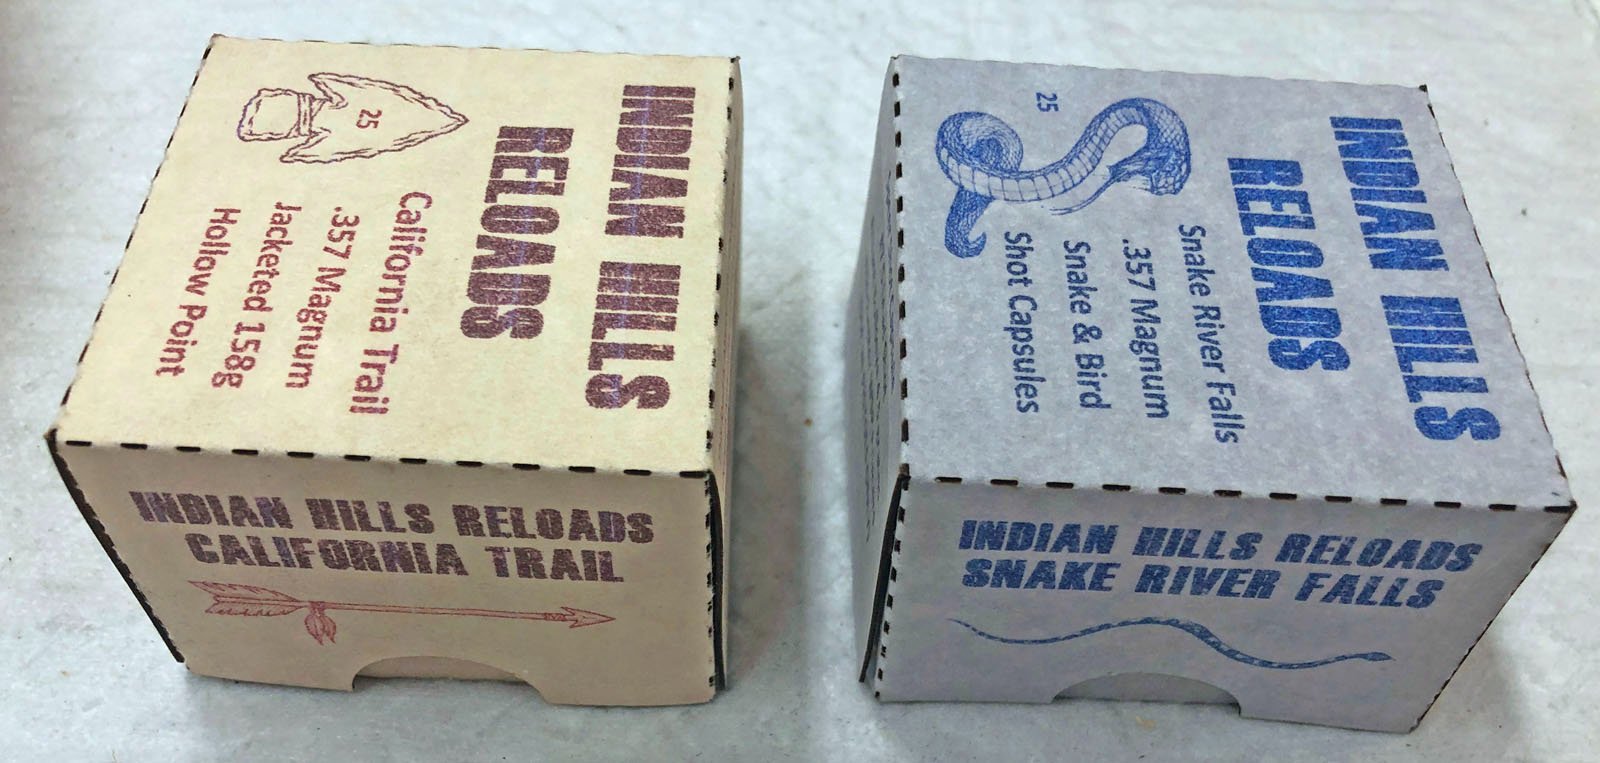 INDIAN HILLS
RELOADS
California Trail
.357 Magnum
Jacketed 158g
Hollow Point
25
INDIAN HILLS RELOADS
CALIFORNIA TRAIL
INDIAN HILLS
RELOADS
Snake River Falls
.357 Magnum
Snake & Bird
Shot Capsules
25
INDIAN HILLS RELOADS
SNAKE RIVER FALLS